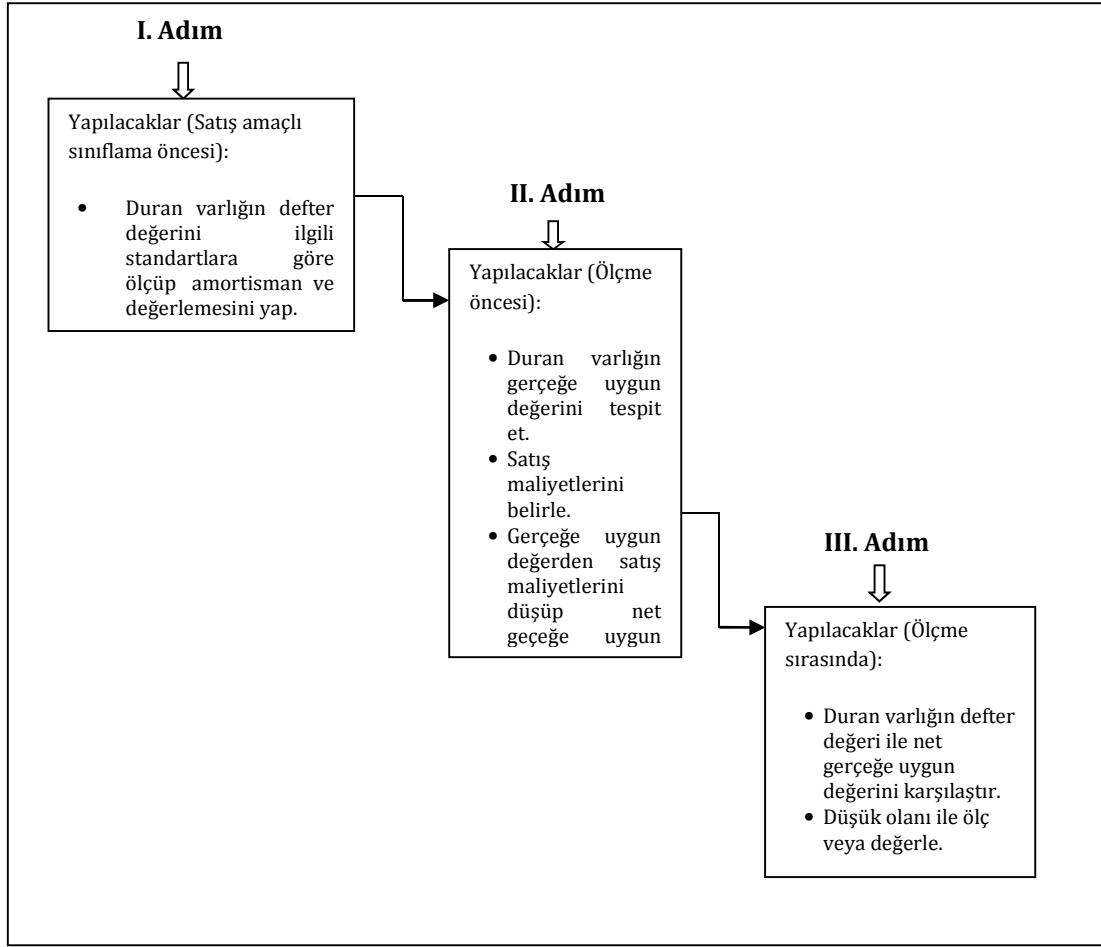 I. Adım
Yapılacaklar (Satış amaçlı
sınıflama öncesi):
• Duran varlığın defter
değerini ilgili
standartlara göre
ölçüp amortisman ve
değerlemesini yap.
II. Adım
Yapılacaklar (Ölçme
öncesi):
• Duran varlığın
gerçeğe uygun
değerini tespit
et.
• Satış
maliyetlerini
belirle.
• Gerçeğe uygun
değerden satış
maliyetlerini
düşüp net
geçeğe uygun
III. Adım
Yapılacaklar (Ölçme
sırasında):
• Duran varlığın defter
değeri ile net
gerçeğe uygun
değerini karşılaştır.
• Düşük olanı ile ölç
veya değerle.